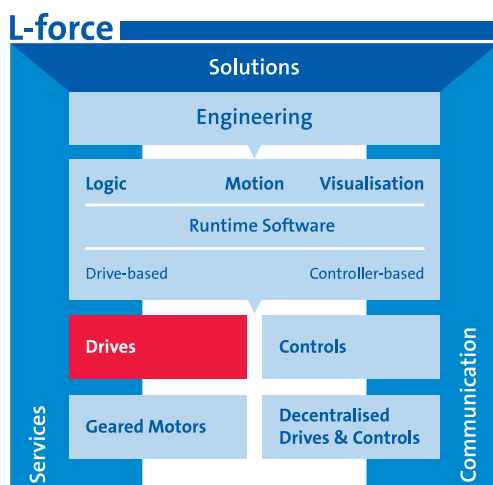 L-force
Solutions
Engineering
Logic Motion Visualisation
Runtime Software
Drive-based Controller-based
Drives
Controls
Geared Motors
Decentralised
Drives & Controls
Services
Communication